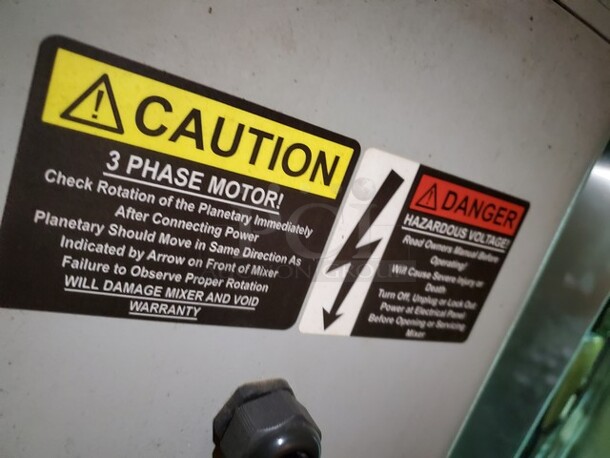 CAUTION
3 PHASE MOTOR!
Check Rotation of the Planetary Immediately
After Connecting Power
Planetary Should Move in Same Direction As
Indicated by Arrow on Front of Mixer
Failure to Observe Proper Rotation
WILL DAMAGE MIXER AND VOID
WARRANTY
DANGER
HAZARDOUS VOLTAGE!
Read Owners Manual Before
Operating!
Will Cause Severe Injury or
Death
Turn Off, Unplug or Lock Out
Power at Electrical Panel
Before Opening or Servicing
Mixer
PCI
AUCTION GROUP